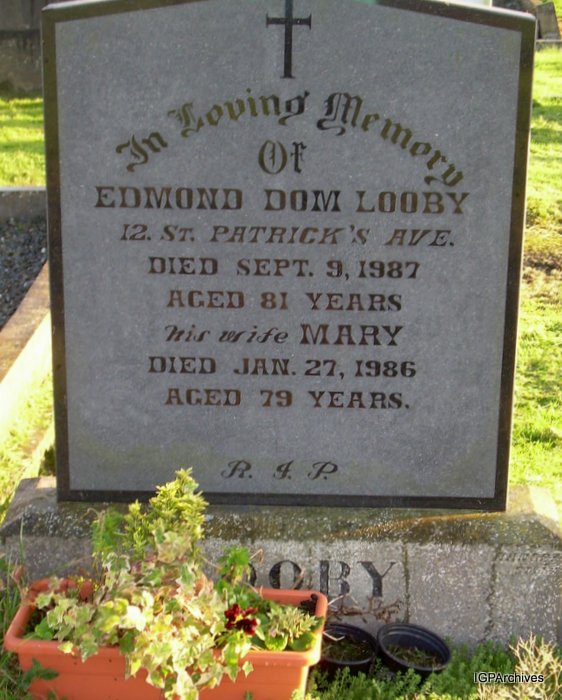 In Loving Memory
Of
EDMOND DOM LOOBY
12. ST. PATRICK'S AVE.
DIED SEPT. 9, 1987
AGED 81 YEARS
his wife MARY
DIED JAN. 27, 1986
AGED 79 YEARS.
R. I. P.
LOOBY
IGPArchives